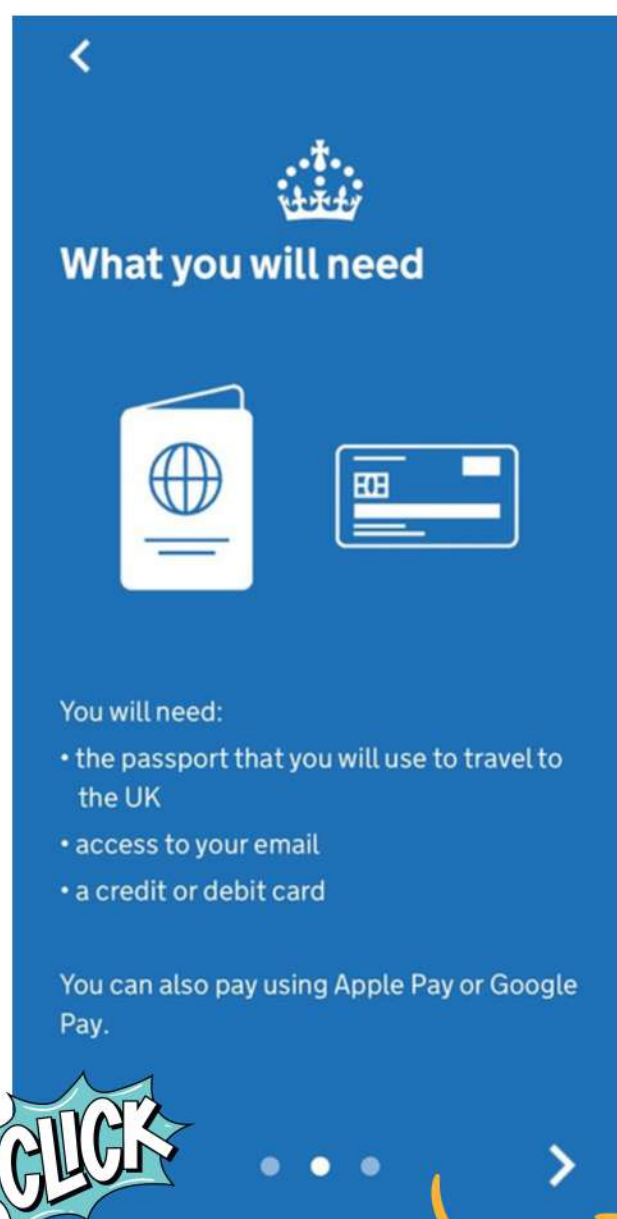 What you will need
You will need:
• the passport that you will use to travel to
the UK
• access to your email
• a credit or debit card
You can also pay using Apple Pay or Google
Pay.
CLICK